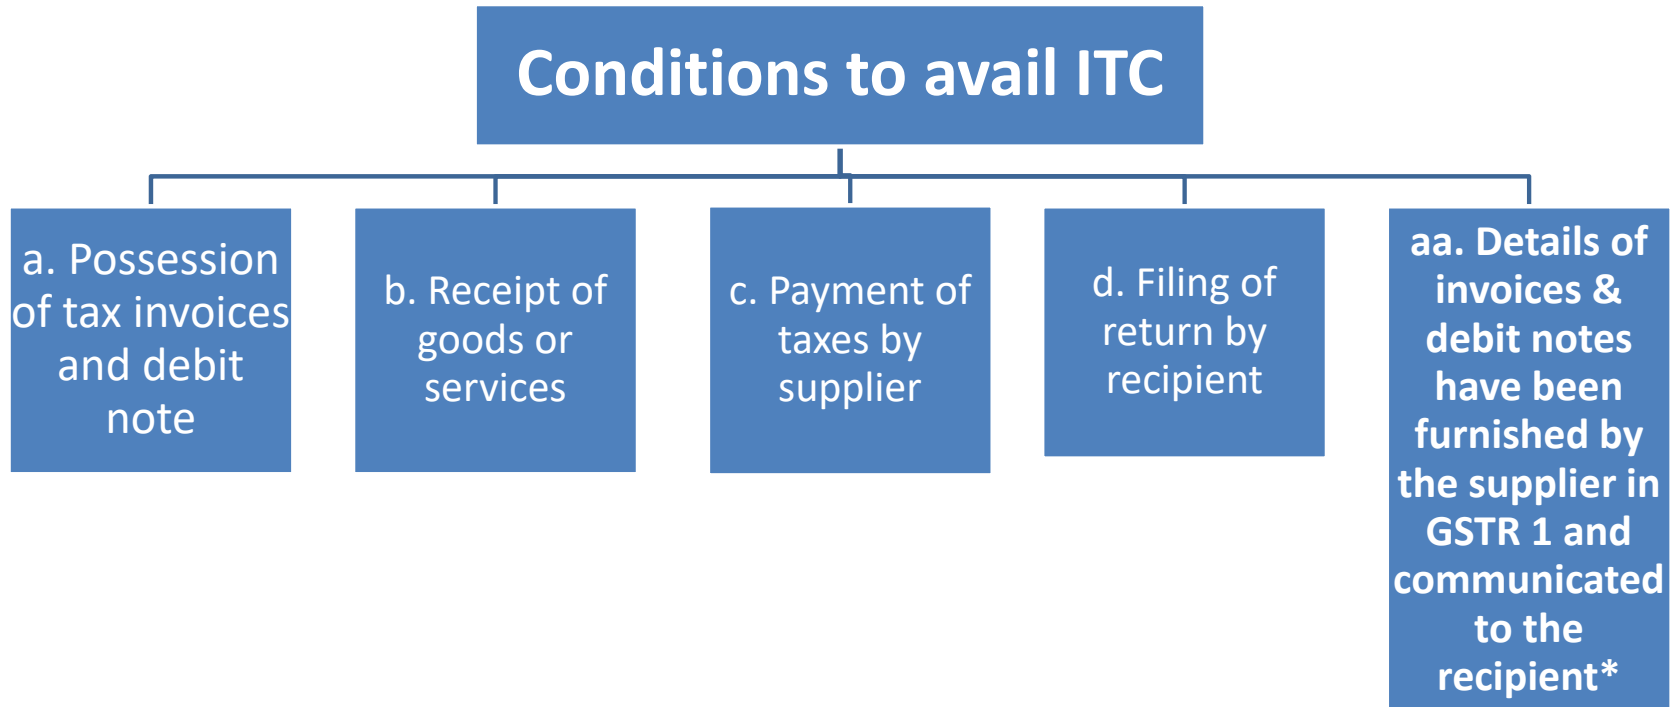 Conditions to avail ITC
a. Possession
of tax invoices
and debit
note
b. Receipt of
goods or
services
c. Payment of
taxes by
supplier
d. Filing of
return by
recipient
aa. Details of
invoices &
debit notes
have been
furnished by
the supplier in
GSTR 1 and
communicated
to the
recipient*